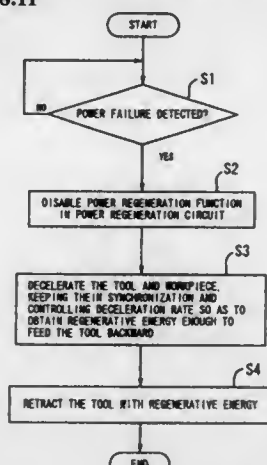 START
S1
POWER FAILURE DETECTED?
NO
YES
S2
DISABLE POWER REGENERATION FUNCTION
IN POWER REGENERATION CIRCUIT
S3
DECELERATE THE TOOL AND WORKPIECE,
KEEPING THEIR SYNCHRONIZATION AND
CONTROLLING DECELERATION RATE SO AS TO
OBTAIN REGENERATIVE ENERGY ENOUGH TO
FEED THE TOOL BACKWARD
S4
RETRACT THE TOOL WITH REGENERATIVE ENERGY
END